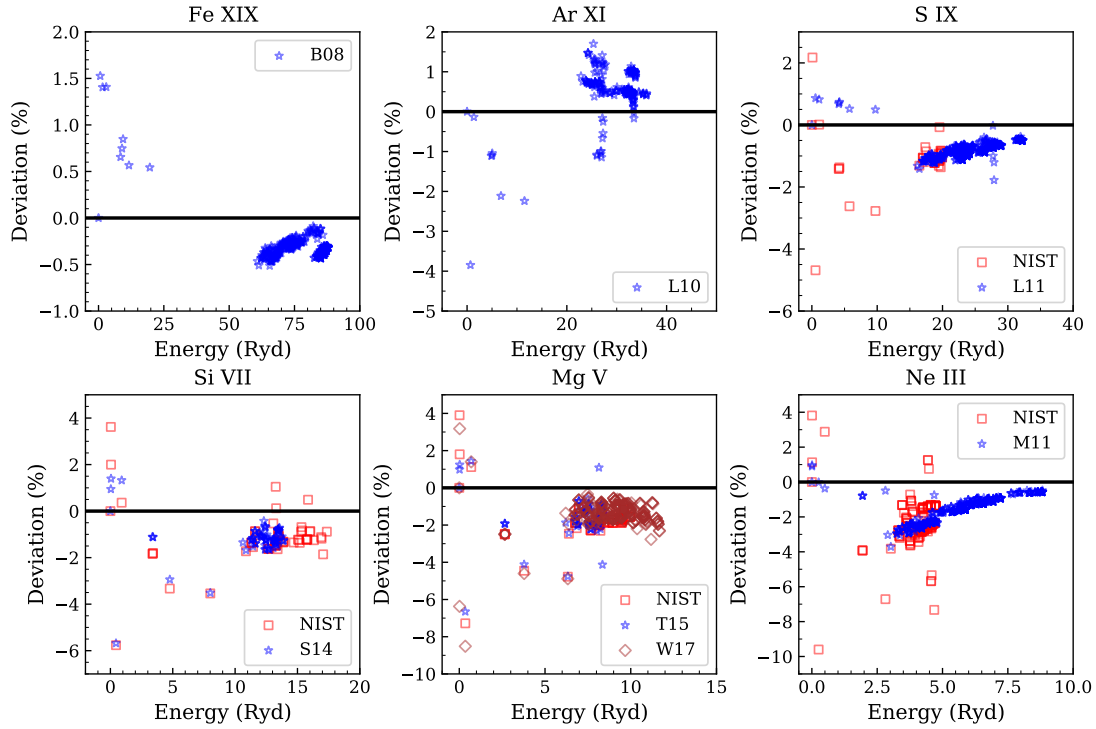 Fe XIX
Ar XI
S IX
Deviation (%)
2.0
1.5
1.0
0.5
0.0
−0.5
−1.0
0
25
50
75
100
Energy (Ryd)
B08
Deviation (%)
2
1
0
−1
−2
−3
−4
−5
0
20
40
Energy (Ryd)
L10
Deviation (%)
2
0
−2
−4
−6
0
10
20
30
40
Energy (Ryd)
NIST
L11
Si VII
Mg V
Ne III
Deviation (%)
4
2
0
−2
−4
−6
0
5
10
15
20
Energy (Ryd)
NIST
S14
Deviation (%)
4
2
0
−2
−4
−6
−8
−10
0
5
10
15
Energy (Ryd)
NIST
T15
W17
Deviation (%)
4
2
0
−2
−4
−6
−8
−10
0.0
2.5
5.0
7.5
10.0
Energy (Ryd)
NIST
M11